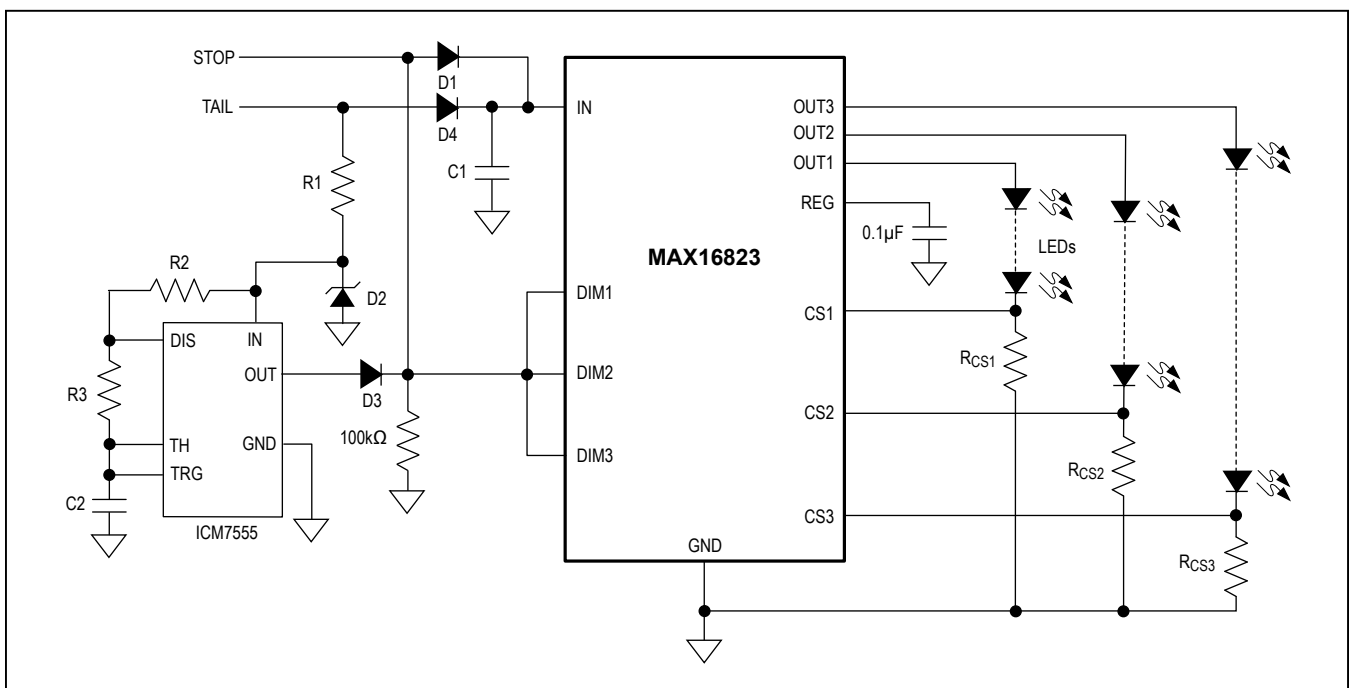 STOP
D1
TAIL
D4
IN
OUT3
OUT2
OUT1
R1
C1
REG
0.1µF
MAX16823
LEDs
R2
D2
DIM1
CS1
DIS
IN
OUT
D3
DIM2
RCS1
R3
CS2
GND
100kΩ
TH
DIM3
TRG
RCS2
C2
CS3
ICM7555
GND
RCS3